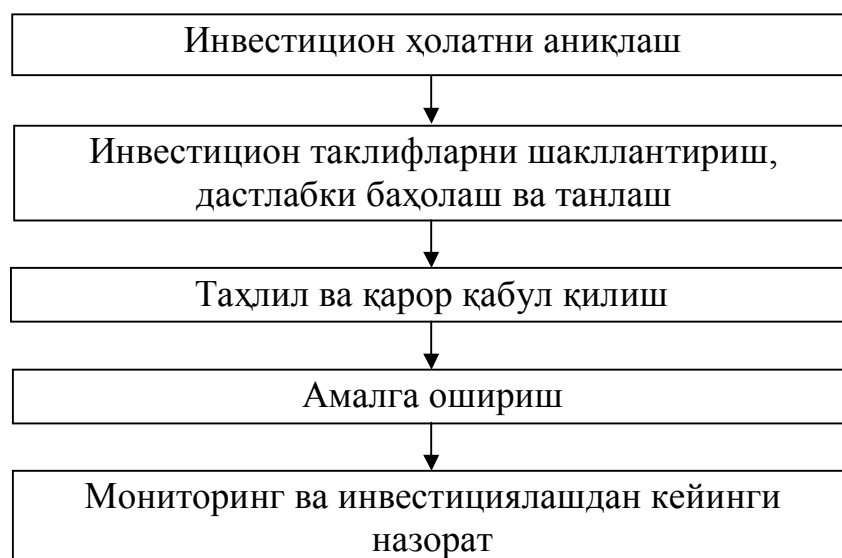 Инвестицион ҳолатни аниқлаш
Инвестицион таклифларни шакллантириш,
дастлабки баҳолаш ва танлаш
Таҳлил ва қарор қабул қилиш
Амалга ошириш
Мониторинг ва инвестициялашдан кейинги
назорат